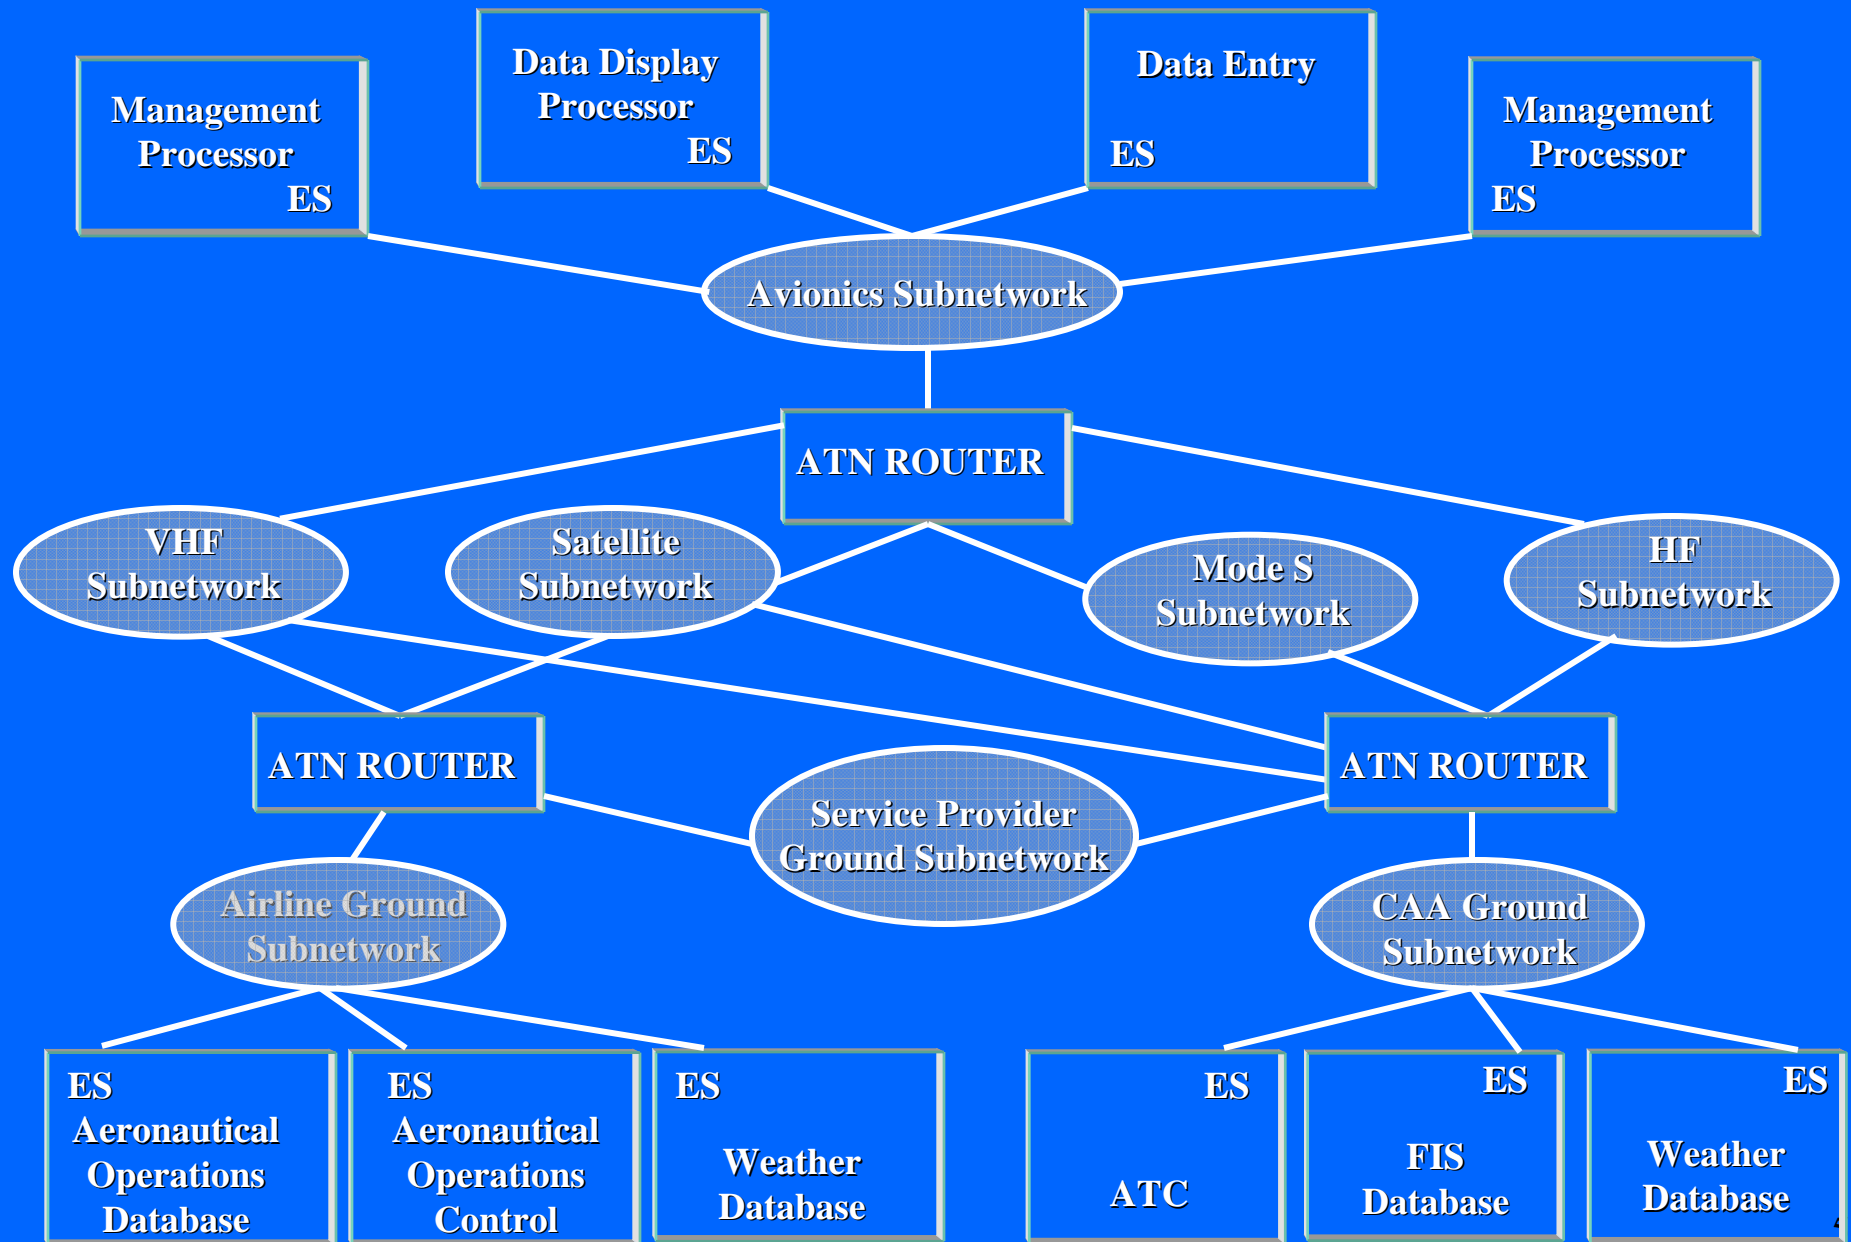 Management
Processor
ES
Data Display
Processor
ES
Data Entry
ES
Management
Processor
ES
Avionics Subnetwork
ATN ROUTER
VHF
Subnetwork
Satellite
Subnetwork
Mode S
Subnetwork
HF
Subnetwork
ATN ROUTER
Service Provider
Ground Subnetwork
ATN ROUTER
Airline Ground
Subnetwork
CAA Ground
Subnetwork
ES
Aeronautical
Operations
Database
ES
Aeronautical
Operations
Control
ES
Weather
Database
ES
ATC
ES
FIS
Database
ES
Weather
Database